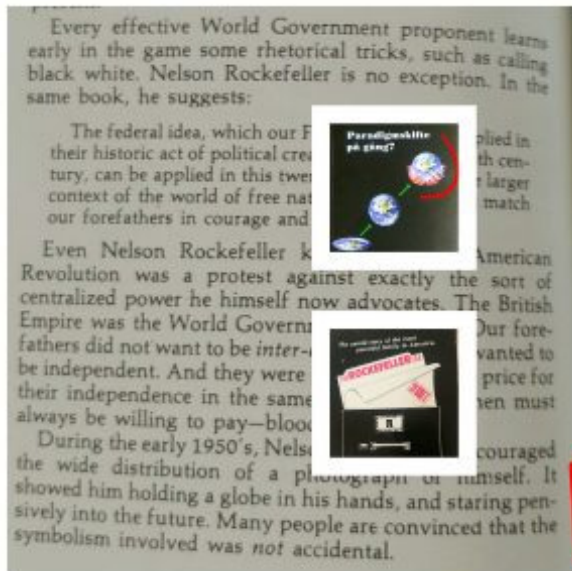 Every effective World Government proponent learns
early in the game some rhetorical tricks, such as calling
black white. Nelson Rockefeller is no exception. In the
same book, he suggests:
The federal idea, which our F plied in
their historic act of political crea th cen-
tury, can be applied in this twe larger
context of the world of free nat match
our forefathers in courage and
Even Nelson Rockefeller k American
Revolution was a protest against exactly the sort of
centralized power he himself now advocates. The British
Empire was the World Governm Our fore-
fathers did not want to be inter- wanted to
be independent. And they were price for
their independence in the same men must
always be willing to pay—bloo
During the early 1950's, Nels couraged
the wide distribution of a photograph of himself. It
showed him holding a globe in his hands, and staring pen-
sively into the future. Many people are convinced that the
symbolism involved was not accidental.
Paradigmskifte
på gång?
ROCKEFELLER
FILE
R